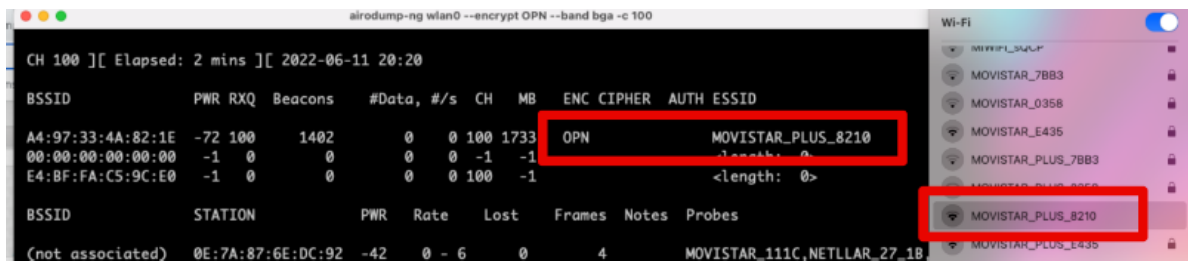 airodump-ng wlan0 --encrypt OPN --band bga -c 100
CH 100 ][ Elapsed: 2 mins ][ 2022-06-11 20:20
BSSID PWR RXQ Beacons #Data, #/s CH MB ENC CIPHER AUTH ESSID
A4:97:33:4A:82:1E -72 100 1402 0 0 100 1733 OPN MOVISTAR_PLUS_8210
00:00:00:00:00:00 -1 0 0 0 0 -1 -1 <length: 0>
E4:BF:FA:C5:9C:E0 -1 0 0 0 0 100 -1 <length: 0>
BSSID STATION PWR Rate Lost Frames Notes Probes
(not associated) 0E:7A:87:6E:DC:92 -42 0 - 6 0 4 MOVISTAR_111C,NETLLAR_27_1B,
Wi-Fi
MIWIFI_sQCP
MOVISTAR_7BB3
MOVISTAR_0358
MOVISTAR_E435
MOVISTAR_PLUS_7BB3
MOVISTAR_PLUS_8210
MOVISTAR_PLUS_E435